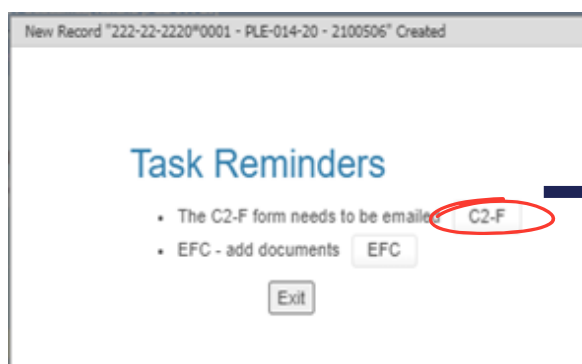 New Record "222-22-2220*0001 - PLE-014-20 - 2100506" Created
Task Reminders
• The C2-F form needs to be emailed C2-F
• EFC - add documents EFC
Exit